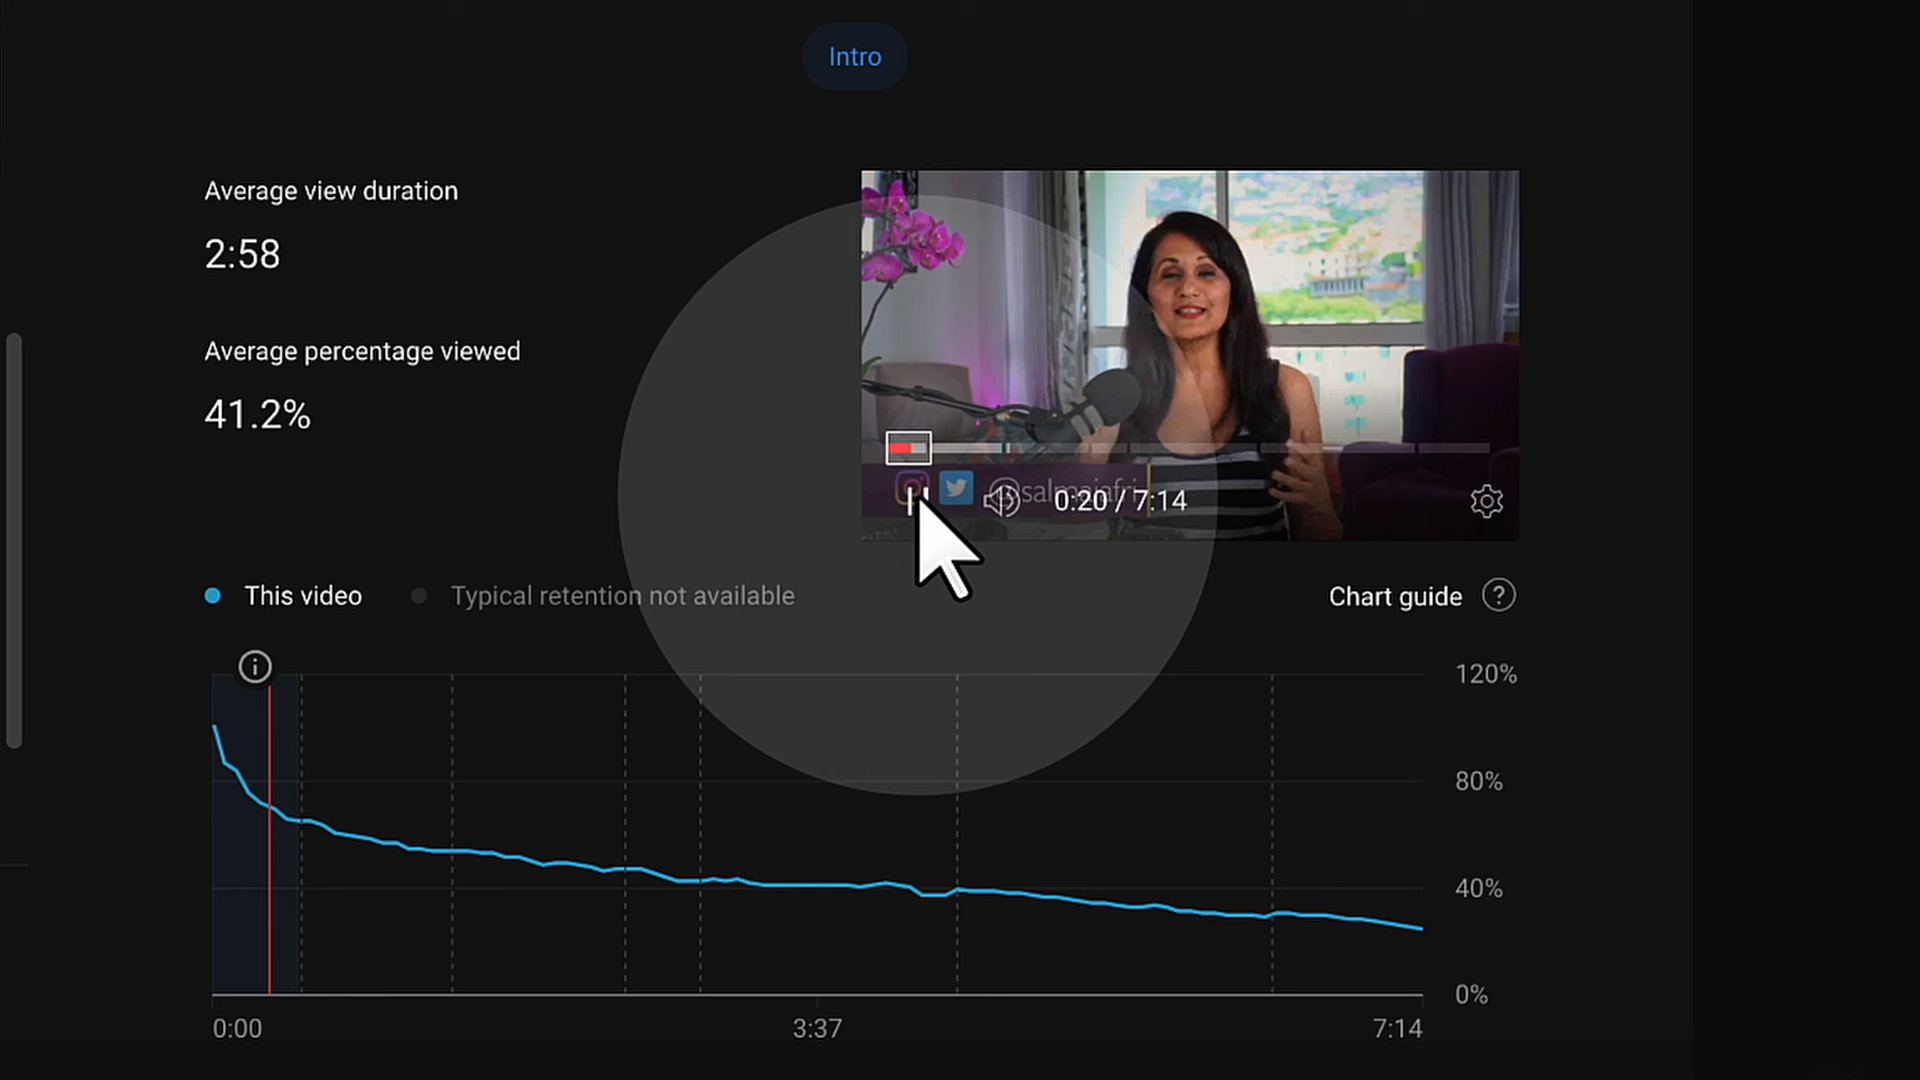 Intro
Average view duration
2:58
Average percentage viewed
41.2%
@salmajafri
0:20 / 7:14
This video
Typical retention not available
Chart guide
120%
80%
40%
0%
0:00
3:37
7:14